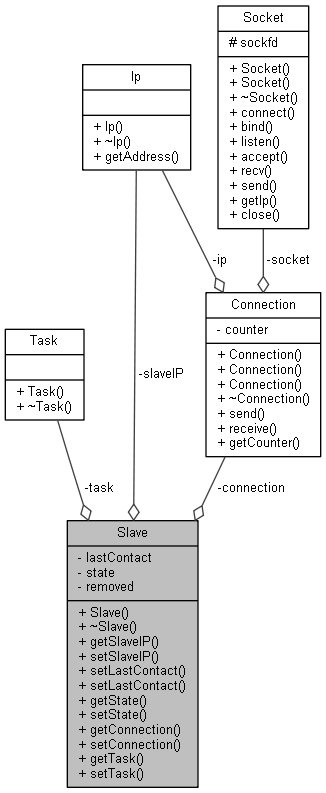 Socket
# sockfd
+ Socket()
+ Socket()
+ ~Socket()
+ connect()
+ bind()
+ listen()
+ accept()
+ recv()
+ send()
+ getIp()
+ close()
Ip
+ Ip()
+ ~Ip()
+ getAddress()
-ip
-socket
Connection
- counter
+ Connection()
+ Connection()
+ Connection()
+ ~Connection()
+ send()
+ receive()
+ getCounter()
Task
+ Task()
+ ~Task()
-slaveIP
-task
-connection
Slave
- lastContact
- state
- removed
+ Slave()
+ ~Slave()
+ getSlaveIP()
+ setSlaveIP()
+ setLastContact()
+ setLastContact()
+ getState()
+ setState()
+ getConnection()
+ setConnection()
+ getTask()
+ setTask()